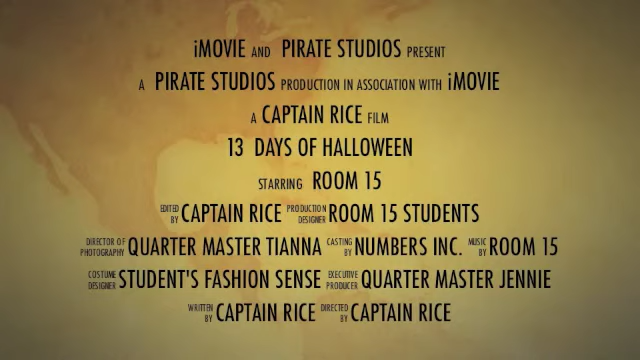 iMOVIE AND PIRATE STUDIOS PRESENT
A PIRATE STUDIOS PRODUCTION IN ASSOCIATION WITH iMOVIE
A CAPTAIN RICE FILM
13 DAYS OF HALLOWEEN
STARRING ROOM 15
EDITED BY CAPTAIN RICE PRODUCTION DESIGNER ROOM 15 STUDENTS
DIRECTOR OF PHOTOGRAPHY QUARTER MASTER TIANNA CASTING BY NUMBERS INC. MUSIC BY ROOM 15
COSTUME DESIGNER STUDENT'S FASHION SENSE EXECUTIVE PRODUCER QUARTER MASTER JENNIE
WRITTEN BY CAPTAIN RICE DIRECTED BY CAPTAIN RICE